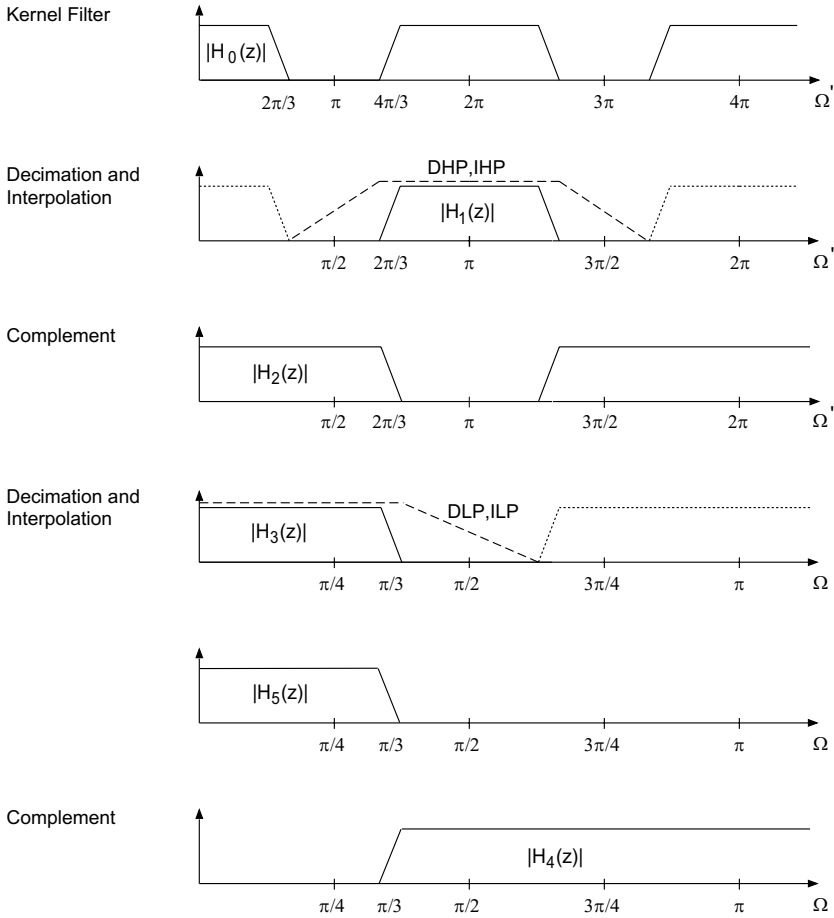 Kernel Filter
|H0(z)|
2π/3 π 4π/3 2π 3π 4π Ω'
Decimation and
Interpolation
DHP,IHP
|H1(z)|
π/2 2π/3 π 3π/2 2π Ω'
Complement
|H2(z)|
π/2 2π/3 π 3π/2 2π Ω'
Decimation and
Interpolation
DLP,ILP
|H3(z)|
π/4 π/3 π/2 3π/4 π Ω
|H5(z)|
π/4 π/3 π/2 3π/4 π Ω
Complement
|H4(z)|
π/4 π/3 π/2 3π/4 π Ω